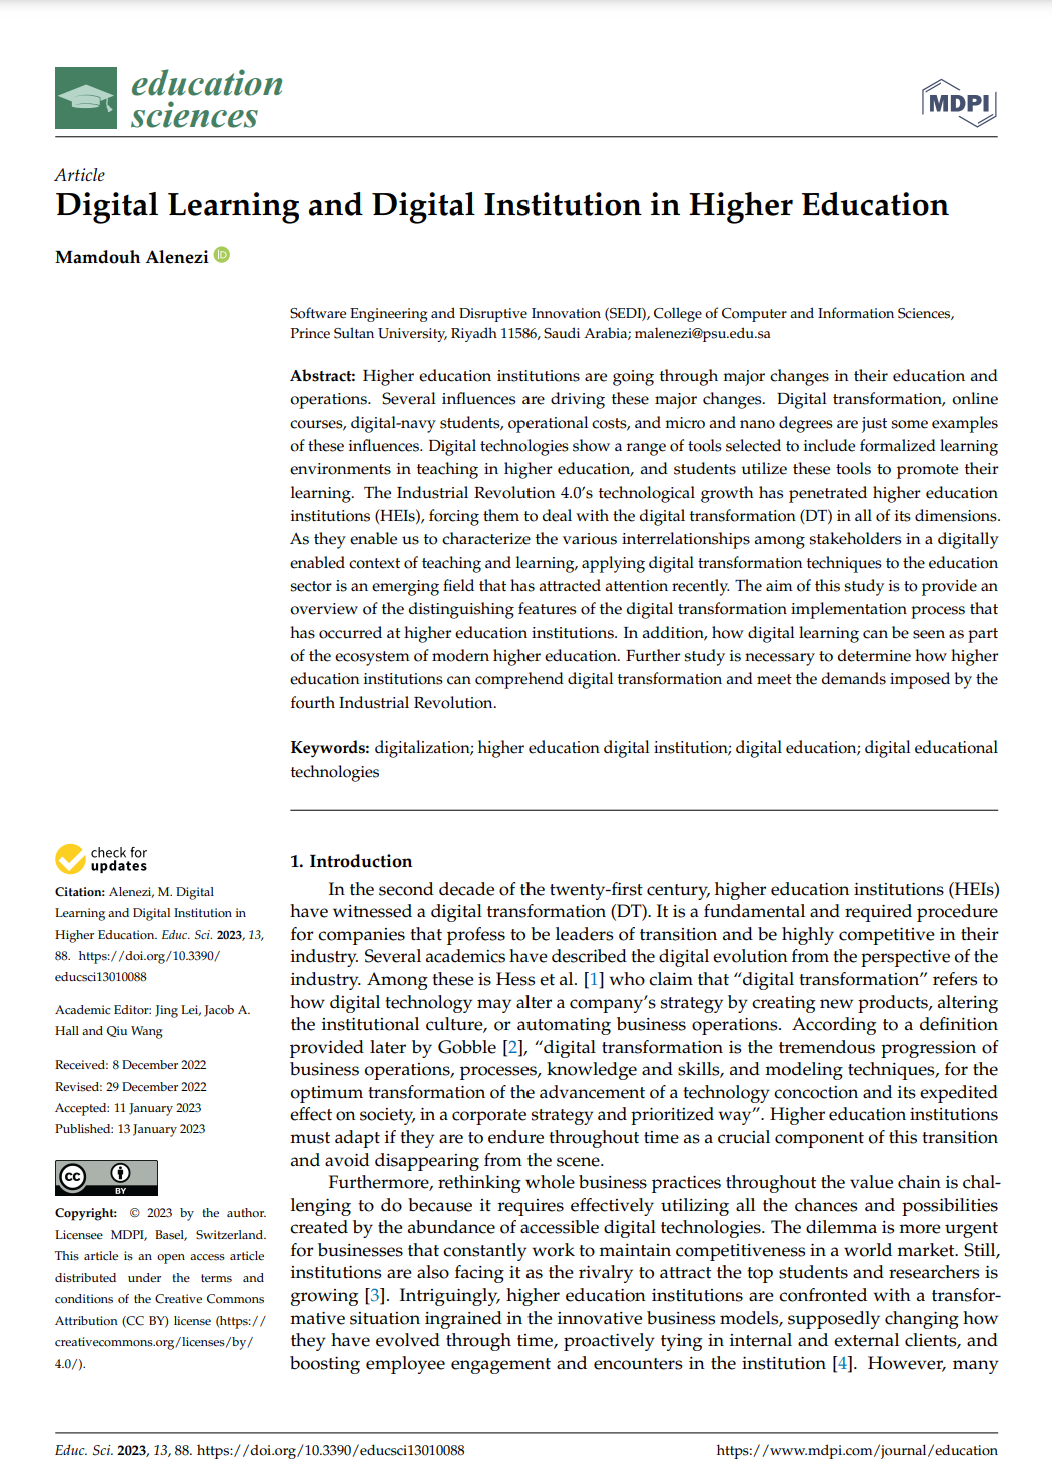 education
sciences
MDPI
Article
Digital Learning and Digital Institution in Higher Education
Mamdouh Alenezi iD
Software Engineering and Disruptive Innovation (SEDI), College of Computer and Information Sciences,
Prince Sultan University, Riyadh 11586, Saudi Arabia; malenezi@psu.edu.sa
Abstract: Higher education institutions are going through major changes in their education and
operations. Several influences are driving these major changes. Digital transformation, online
courses, digital-navy students, operational costs, and micro and nano degrees are just some examples
of these influences. Digital technologies show a range of tools selected to include formalized learning
environments in teaching in higher education, and students utilize these tools to promote their
learning. The Industrial Revolution 4.0's technological growth has penetrated higher education
institutions (HEIs), forcing them to deal with the digital transformation (DT) in all of its dimensions.
As they enable us to characterize the various interrelationships among stakeholders in a digitally
enabled context of teaching and learning, applying digital transformation techniques to the education
sector is an emerging field that has attracted attention recently. The aim of this study is to provide an
overview of the distinguishing features of the digital transformation implementation process that
has occurred at higher education institutions. In addition, how digital learning can be seen as part
of the ecosystem of modern higher education. Further study is necessary to determine how higher
education institutions can comprehend digital transformation and meet the demands imposed by the
fourth Industrial Revolution.
Keywords: digitalization; higher education digital institution; digital education; digital educational
technologies
check for
updates
Citation: Alenezi, M. Digital
Learning and Digital Institution in
Higher Education. Educ. Sci. 2023, 13,
88. https://doi.org/10.3390/
educsci13010088
Academic Editor: Jing Lei, Jacob A.
Hall and Qiu Wang
Received: 8 December 2022
Revised: 29 December 2022
Accepted: 11 January 2023
Published: 13 January 2023
cc
BY
Copyright: © 2023 by the author.
Licensee MDPI, Basel, Switzerland.
This article is an open access article
distributed under the terms and
conditions of the Creative Commons
Attribution (CC BY) license (https://
creativecommons.org/licenses/by/
4.0/).
1. Introduction
In the second decade of the twenty-first century, higher education institutions (HEIs)
have witnessed a digital transformation (DT). It is a fundamental and required procedure
for companies that profess to be leaders of transition and be highly competitive in their
industry. Several academics have described the digital evolution from the perspective of the
industry. Among these is Hess et al. [1] who claim that “digital transformation” refers to
how digital technology may alter a company's strategy by creating new products, altering
the institutional culture, or automating business operations. According to a definition
provided later by Gobble [2], “digital transformation is the tremendous progression of
business operations, processes, knowledge and skills, and modeling techniques, for the
optimum transformation of the advancement of a technology concoction and its expedited
effect on society, in a corporate strategy and prioritized way”. Higher education institutions
must adapt if they are to endure throughout time as a crucial component of this transition
and avoid disappearing from the scene.
Furthermore, rethinking whole business practices throughout the value chain is chal-
lenging to do because it requires effectively utilizing all the chances and possibilities
created by the abundance of accessible digital technologies. The dilemma is more urgent
for businesses that constantly work to maintain competitiveness in a world market. Still,
institutions are also facing it as the rivalry to attract the top students and researchers is
growing [3]. Intriguingly, higher education institutions are confronted with a transfor-
mative situation ingrained in the innovative business models, supposedly changing how
they have evolved through time, proactively tying in internal and external clients, and
boosting employee engagement and encounters in the institution [4]. However, many
Educ. Sci. 2023, 13, 88. https://doi.org/10.3390/educsci13010088
https://www.mdpi.com/journal/education